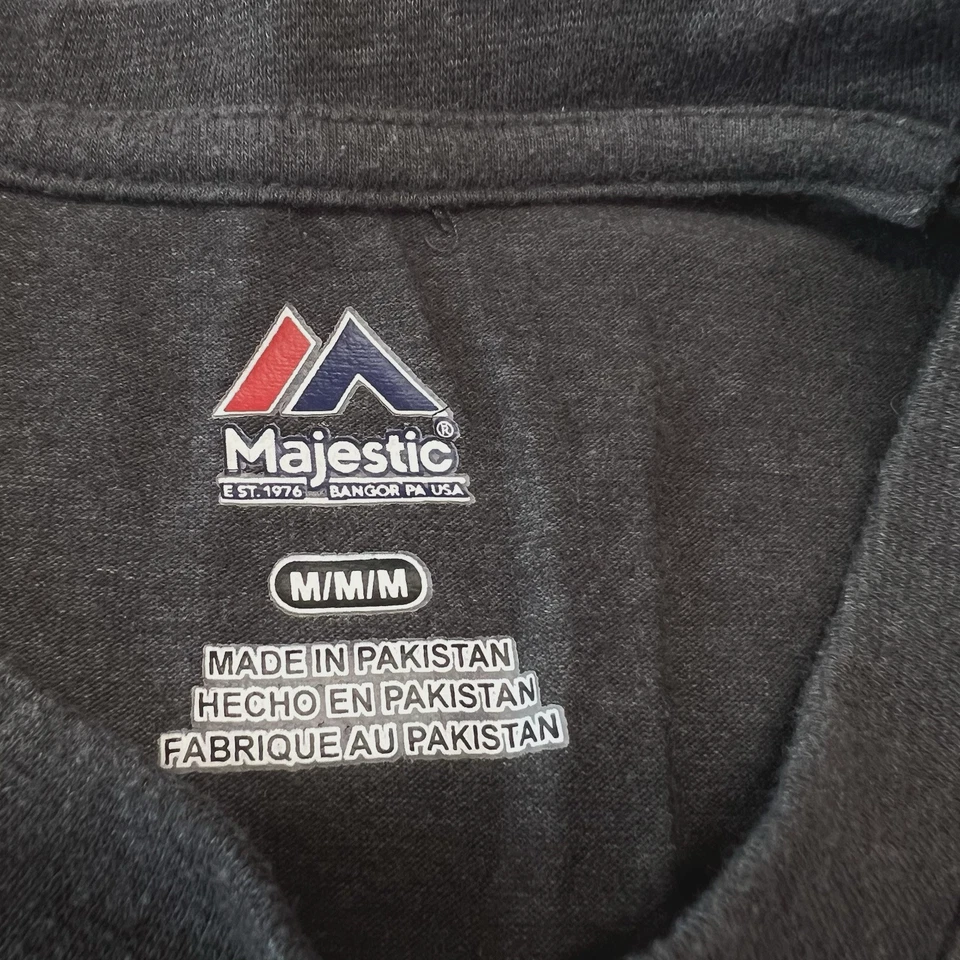 Majestic®
EST. 1976 BANGOR PA USA
M/M/M
MADE IN PAKISTAN
HECHO EN PAKISTAN
FABRIQUE AU PAKISTAN